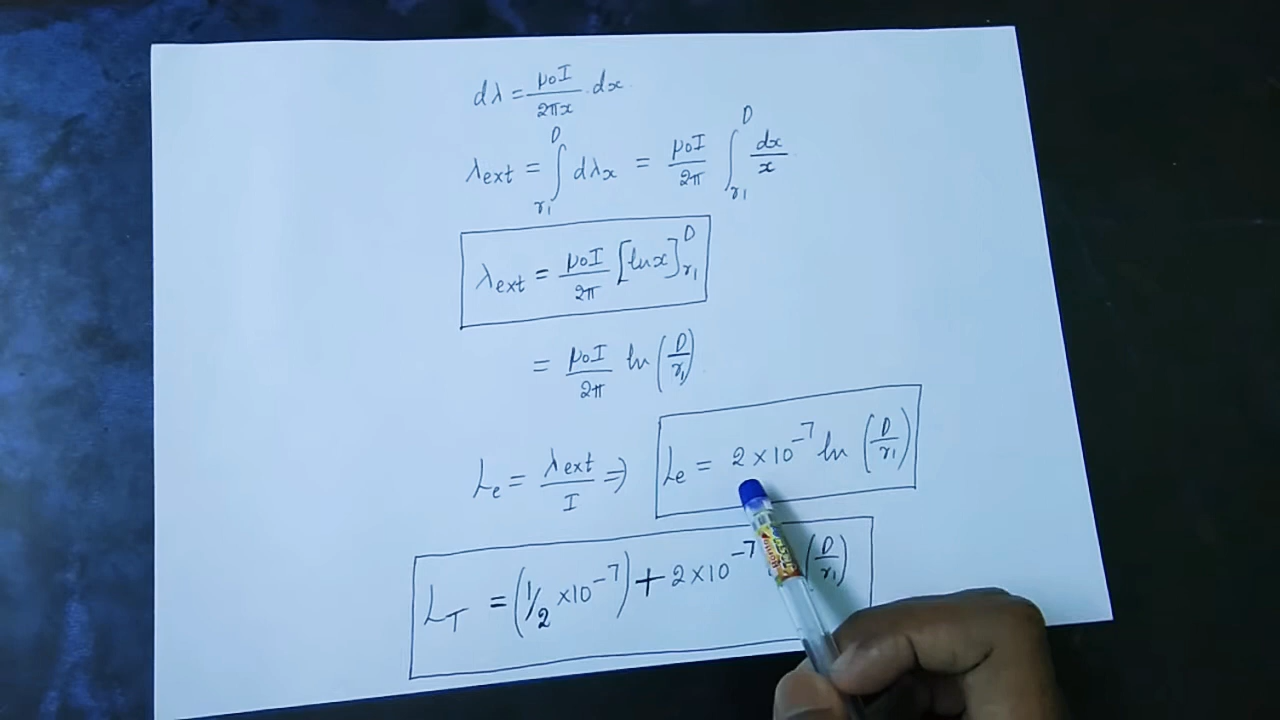 dλ = μ0I/2πx . dx
λext = ∫_{r1}^{D} dλx = μ0I/2π ∫_{r1}^{D} dx/x
λext = μ0I/2π [ln x]_{r1}^{D}
= μ0I/2π ln (D/r1)
Le = λext/I ⇒ Le = 2×10^-7 ln (D/r1)
LT = (1/2 ×10^-7) + 2×10^-7 (D/r1)